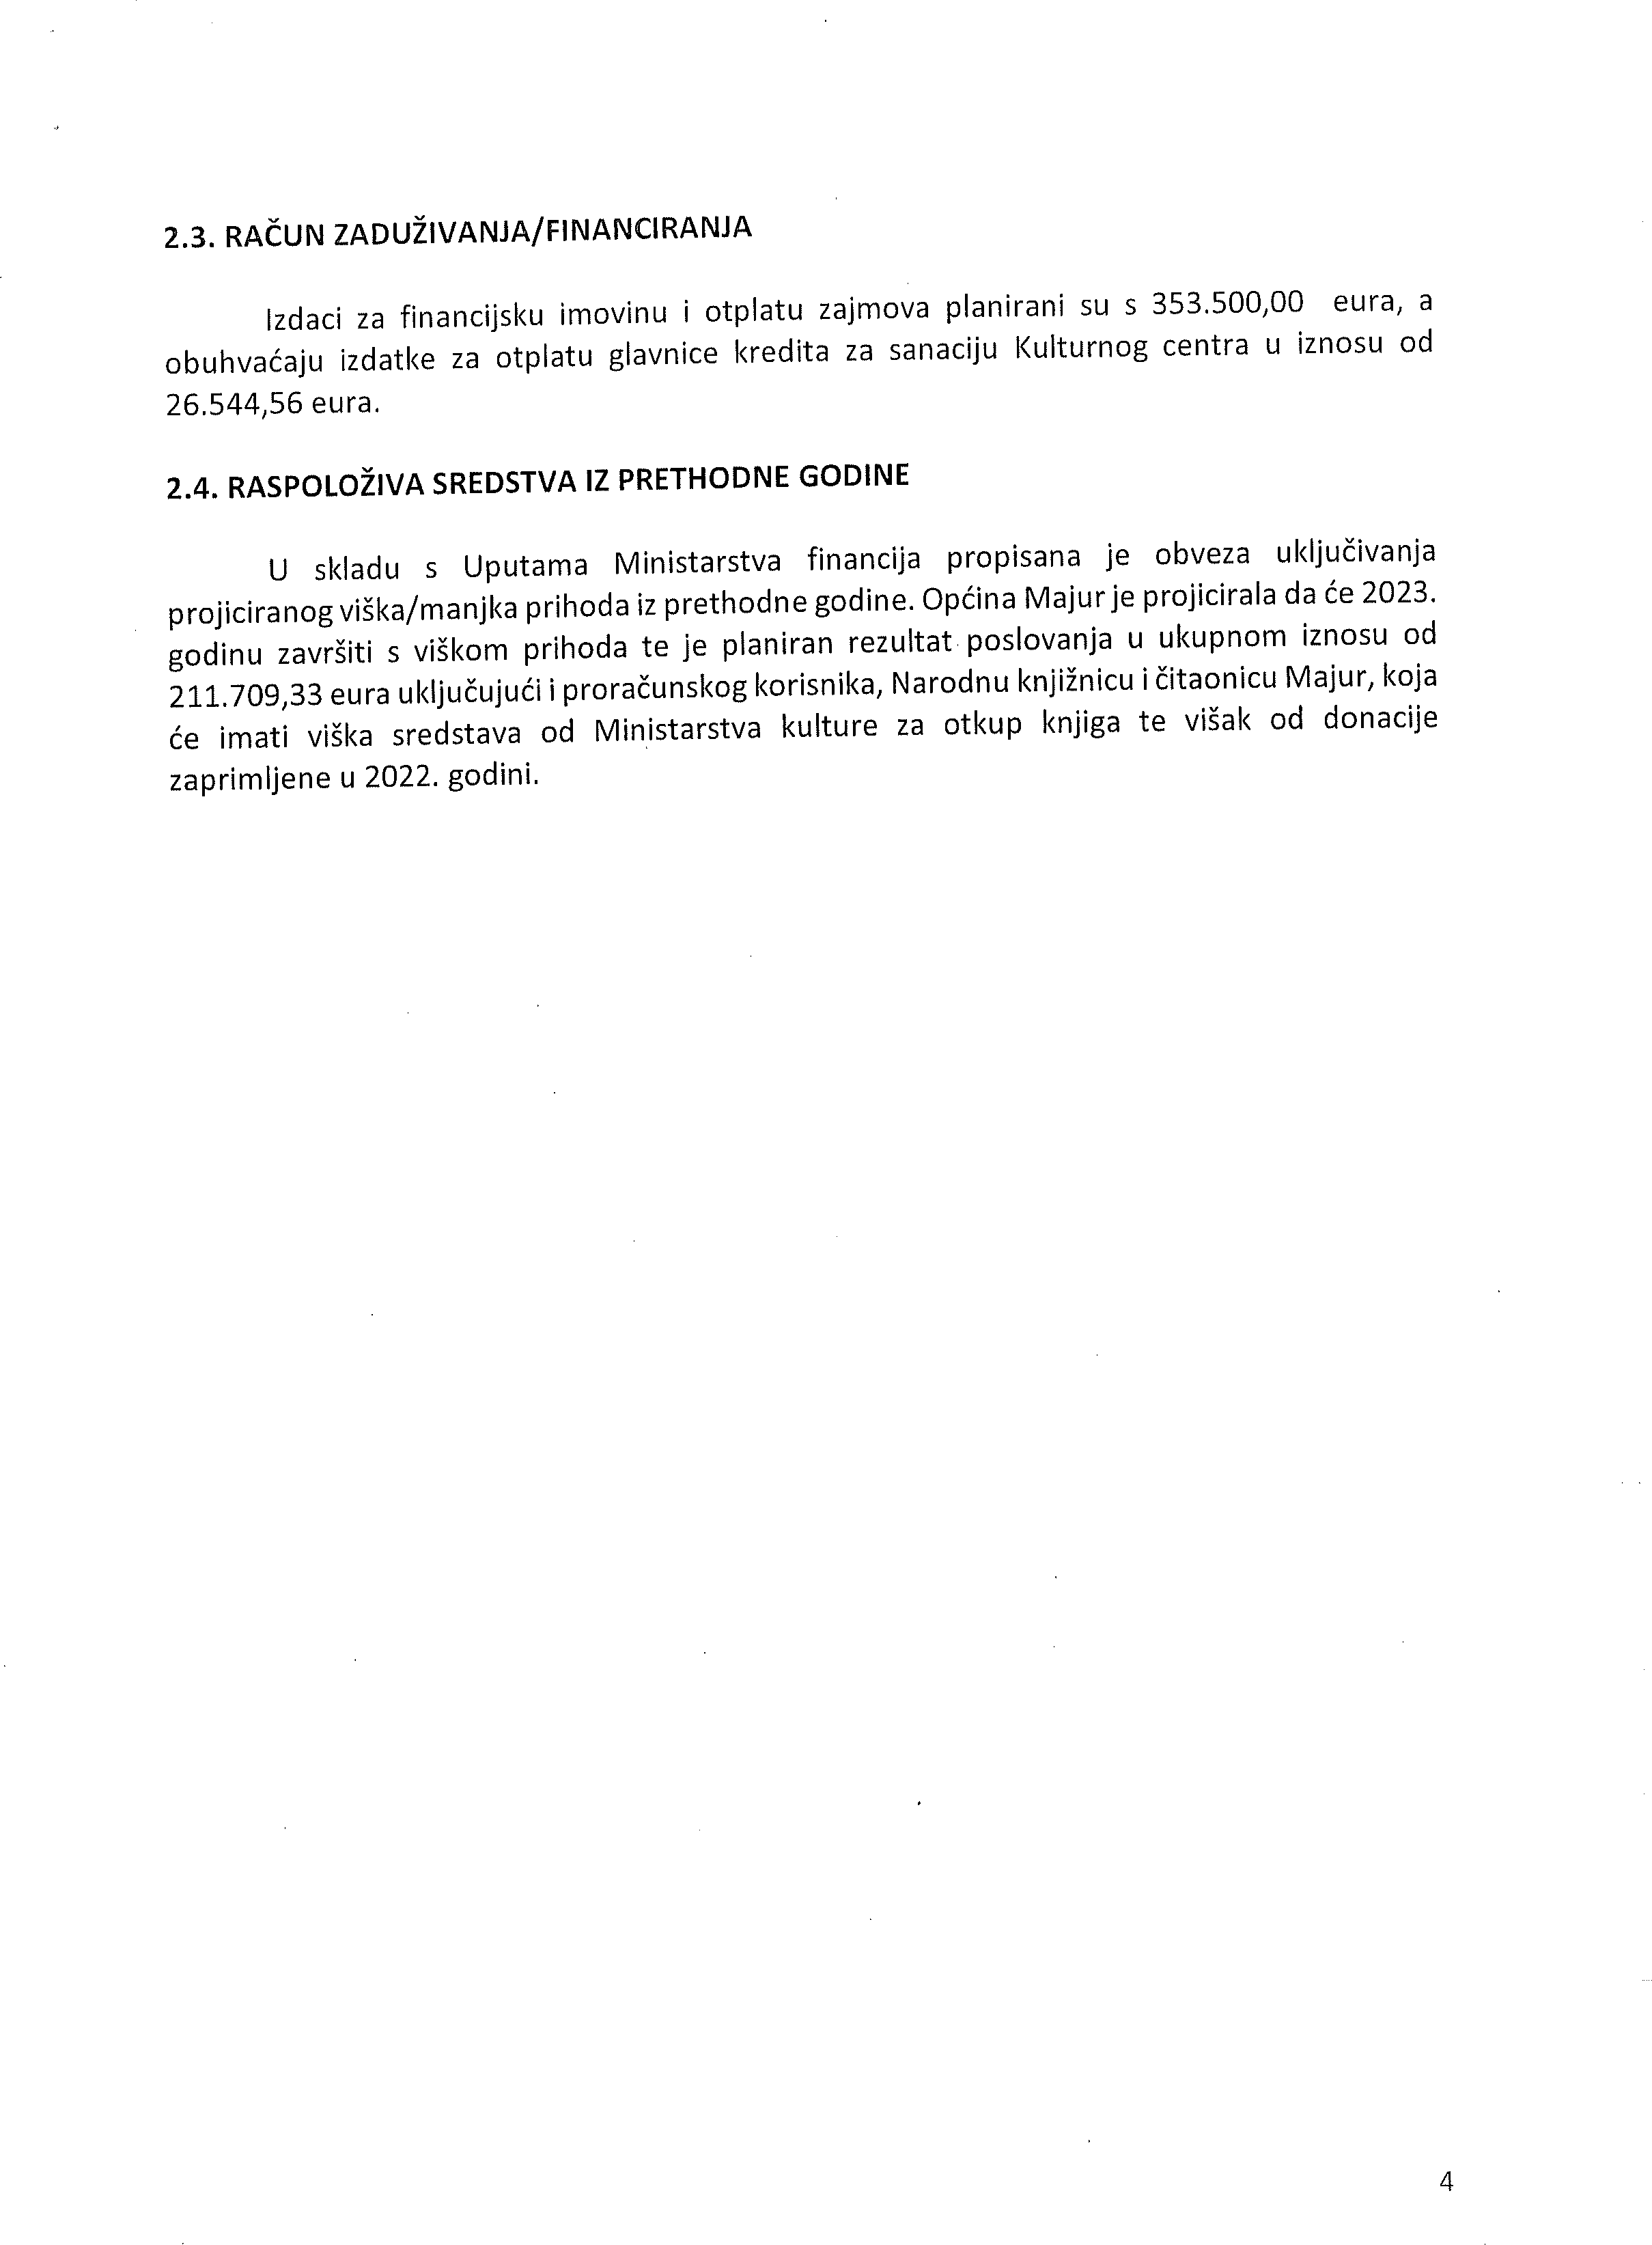 2.3. RAČUN ZADUŽIVANJA/FINANCIRANJA
Izdaci za financijsku imovinu i otplatu zajmova planirani su s 353.500,00 eura, a
obuhvaćaju izdatke za otplatu glavnice kredita za sanaciju Kulturnog centra u iznosu od
26.544,56 eura.
2.4. RASPOLOŽIVA SREDSTVA IZ PRETHODNE GODINE
U skladu s Uputama Ministarstva financija propisana je obveza uključivanja
projiciranog viška/manjka prihoda iz prethodne godine. Općina Majur je projicirala da će 2023.
godinu završiti s viškom prihoda te je planiran rezultat poslovanja u ukupnom iznosu od
211.709,33 eura uključujući i proračunskog korisnika, Narodnu knjižnicu i čitaonicu Majur, koja
će imati viška sredstava od Ministarstva kulture za otkup knjiga te višak od donacije
zaprimljene u 2022. godini.
4